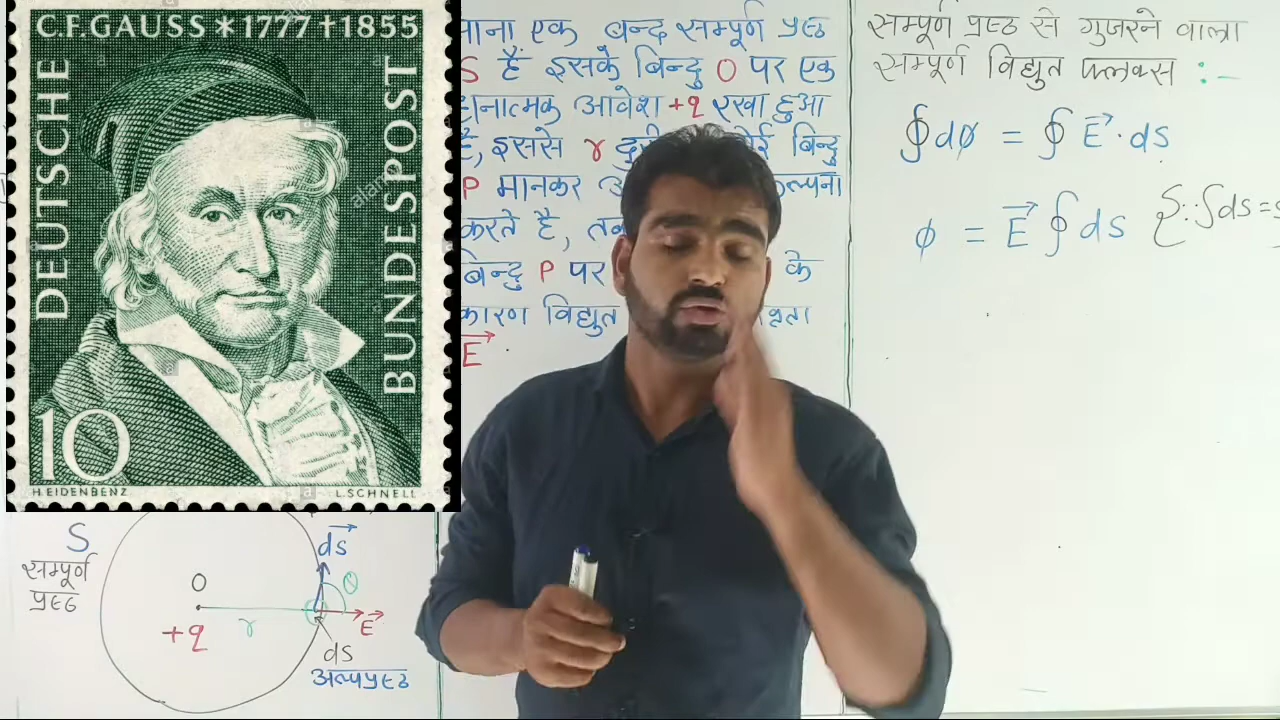 C.F.GAUSS * 1777 † 1855
DEUTSCHE
BUNDESPOST
10
H.EIDENBENZ
L.SCHNELL
माना एक बन्द सम्पूर्ण पृष्ठ
S हैं इसके बिन्दु O पर एक
धनात्मक आवेश +q रखा हुआ
है, इससे r बिन्दु
P मानकर
करते है,
बिन्दु P पर के
कारण विद्युत
E→
सम्पूर्ण पृष्ठ से गुजरने वाला
सम्पूर्ण विद्युत फ्लक्स :-
∮dφ = ∮ E→·ds
φ = E→ ∮ ds {∵∫ds=s
S
सम्पूर्ण
पृष्ठ
O
+q
r
ds→
θ
E→
ds
अल्पपृष्ठ